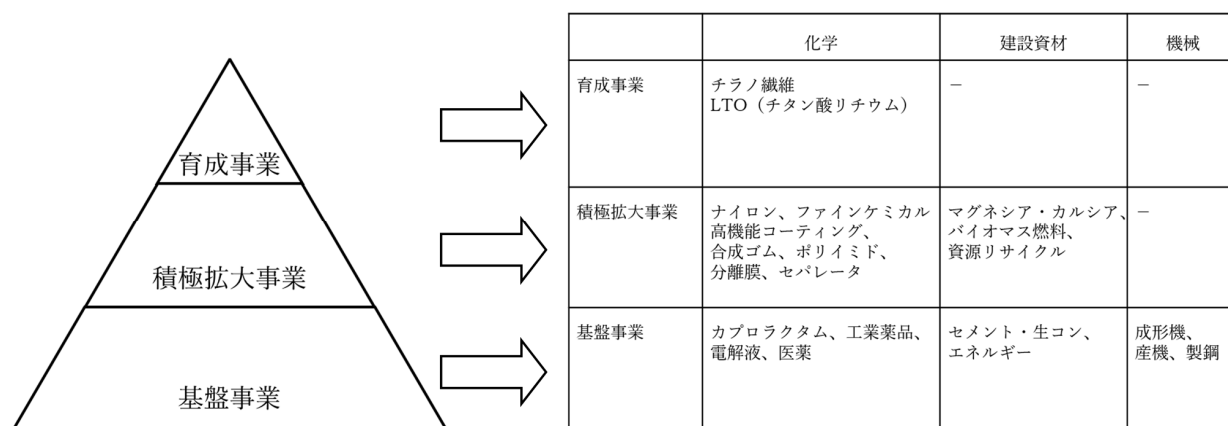 育成事業
積極拡大事業
基盤事業
化学
建設資材
機械
育成事業
チラノ繊維
LTO（チタン酸リチウム）
－
－
積極拡大事業
ナイロン、ファインケミカル
高機能コーティング、
合成ゴム、ポリイミド、
分離膜、セパレータ
マグネシア・カルシア、
バイオマス燃料、
資源リサイクル
－
基盤事業
カプロラクタム、工業薬品、
電解液、医薬
セメント・生コン、
エネルギー
成形機、
産機、製鋼